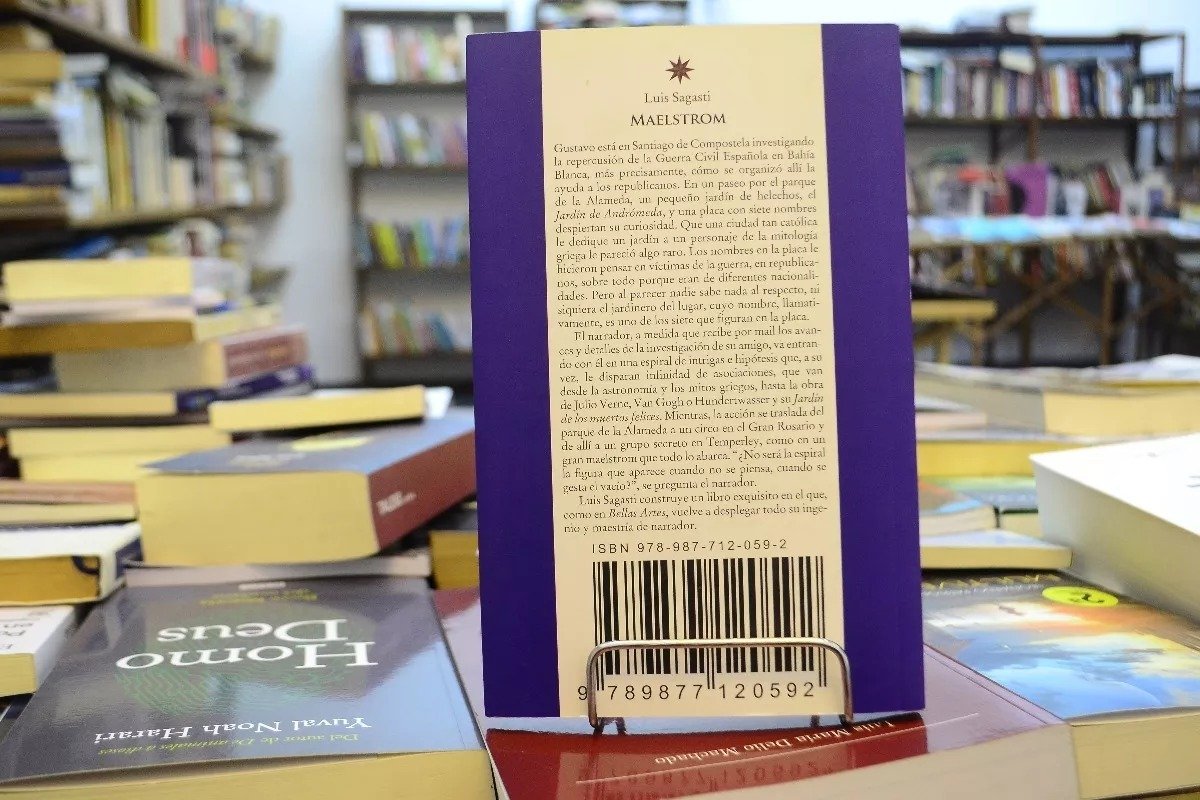 Luis Sagasti
MAELSTROM
Gustavo está en Santiago de Compostela investigando
la repercusión de la Guerra Civil Española en Bahía
Blanca, más precisamente, cómo se organizó allí la
ayuda a los republicanos. En un paseo por el parque
de la Alameda, un pequeño jardín de helechos, el
Jardín de Andrómeda, y una placa con siete nombres
despiertan su curiosidad. Que una ciudad tan católica
le dedique un jardín a un personaje de la mitología
griega le pareció algo raro. Los nombres en la placa le
hicieron pensar en víctimas de la guerra, en republica-
nos, sobre todo porque eran de diferentes nacionali-
dades. Pero al parecer nadie sabe nada al respecto, ni
siquiera el jardinero del lugar, cuyo nombre, llamati-
vamente, es uno de los siete que figuran en la placa.
El narrador, a medida que recibe por mail los avan-
ces y detalles de la investigación de su amigo, va entran-
do con él en una espiral de intrigas e hipótesis que, a su
vez, le disparan infinidad de asociaciones, que van
desde la astronomía y los mitos griegos, hasta la obra
de Julio Verne, Van Gogh o Hundertwasser y su Jardín
de los muertos felices. Mientras, la acción se traslada del
parque de la Alameda a un circo en el Gran Rosario y
de allí a un grupo secreto en Temperley, como en un
gran maelstrom que todo lo abarca. "¿No será la espiral
la figura que aparece cuando no se piensa, cuando se
gesta el vacío?", se pregunta el narrador.
Luis Sagasti construye un libro exquisito en el que,
como en Bellas Artes, vuelve a desplegar todo su inge-
nio y maestría de narrador.
ISBN 978-987-712-059-2
9 789877 120592
Homo
Deus
Yuval Noah Harari
Del autor de De animales a dioses
Luis María Delio Machado